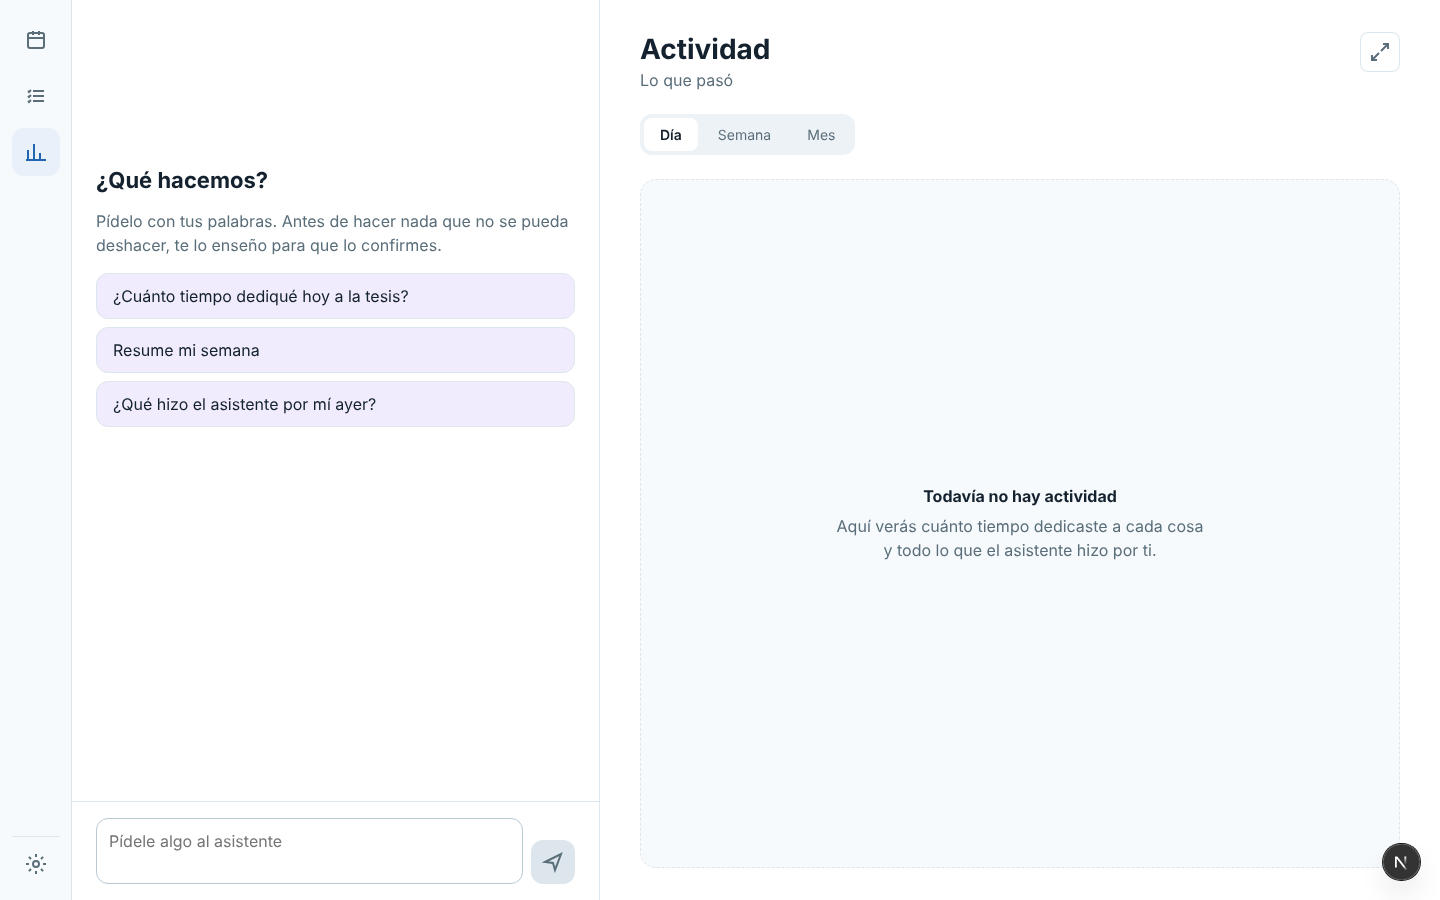 ¿Qué hacemos?
Pídelo con tus palabras. Antes de hacer nada que no se pueda
deshacer, te lo enseño para que lo confirmes.
¿Cuánto tiempo dediqué hoy a la tesis?
Resume mi semana
¿Qué hizo el asistente por mí ayer?
Pídele algo al asistente
Actividad
Lo que pasó
Día
Semana
Mes
Todavía no hay actividad
Aquí verás cuánto tiempo dedicaste a cada cosa
y todo lo que el asistente hizo por ti.
N